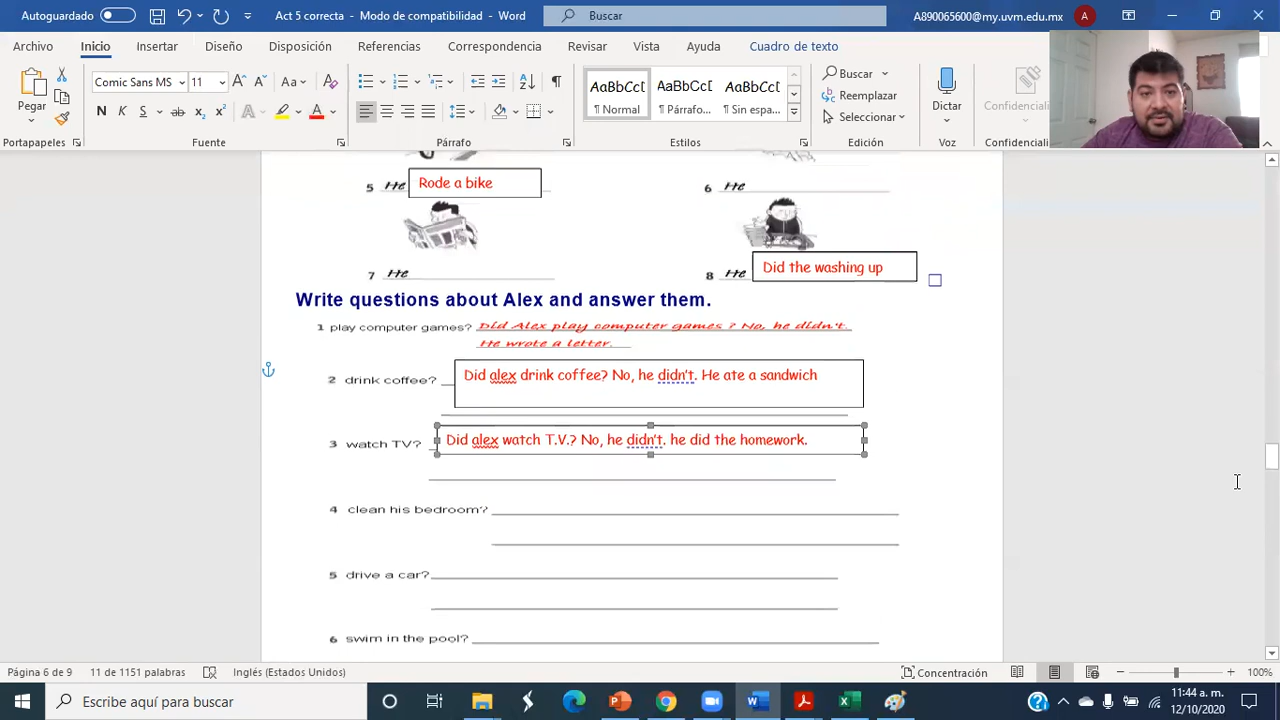 Autoguardado
Act 5 correcta - Modo de compatibilidad - Word
Buscar
A890065600@my.uvm.edu.mx
A
Archivo Inicio Insertar Diseño Disposición Referencias Correspondencia Revisar Vista Ayuda Cuadro de texto
Pegar
Comic Sans MS 11
Aa
N K S ab x₂ x²
AaBbCcI AaBbCcD AaBbCcI
¶ Normal ¶ Párrafo... ¶ Sin espa...
Buscar
Reemplazar
Seleccionar
Dictar
Confidencialidad
Portapapeles Fuente Párrafo Estilos Edición Voz Confidenciali
5 He Rode a bike
6 He
7 He
8 He Did the washing up
Write questions about Alex and answer them.
1 play computer games? Did Alex play computer games ? No, he didn't.
He wrote a letter.
2 drink coffee? Did alex drink coffee? No, he didn't. He ate a sandwich
3 watch TV? Did alex watch T.V.? No, he didn't. he did the homework.
4 clean his bedroom?
5 drive a car?
6 swim in the pool?
Página 6 de 9 11 de 1151 palabras Inglés (Estados Unidos) Concentración 100%
Escribe aquí para buscar
11:44 a. m.
12/10/2020